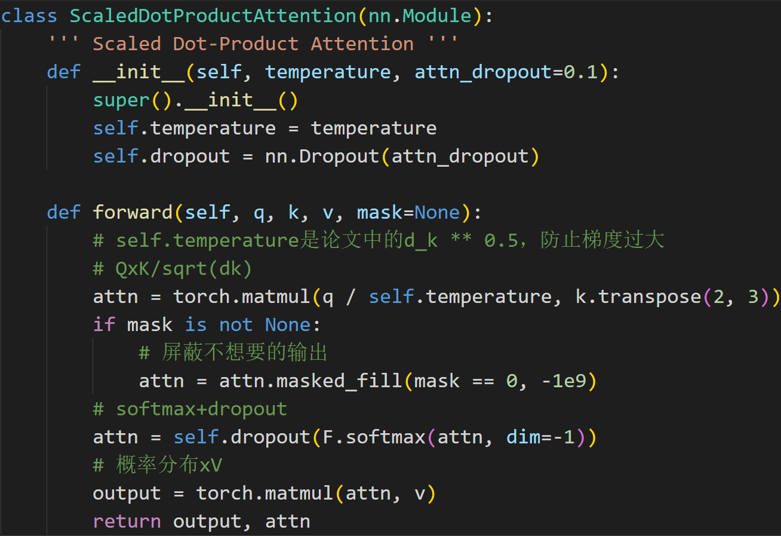 class ScaledDotProductAttention(nn.Module):
    ''' Scaled Dot-Product Attention '''
    def __init__(self, temperature, attn_dropout=0.1):
        super().__init__()
        self.temperature = temperature
        self.dropout = nn.Dropout(attn_dropout)

    def forward(self, q, k, v, mask=None):
        # self.temperature是论文中的d_k ** 0.5，防止梯度过大
        # QxK/sqrt(dk)
        attn = torch.matmul(q / self.temperature, k.transpose(2, 3))
        if mask is not None:
            # 屏蔽不想要的输出
            attn = attn.masked_fill(mask == 0, -1e9)
        # softmax+dropout
        attn = self.dropout(F.softmax(attn, dim=-1))
        # 概率分布xV
        output = torch.matmul(attn, v)
        return output, attn